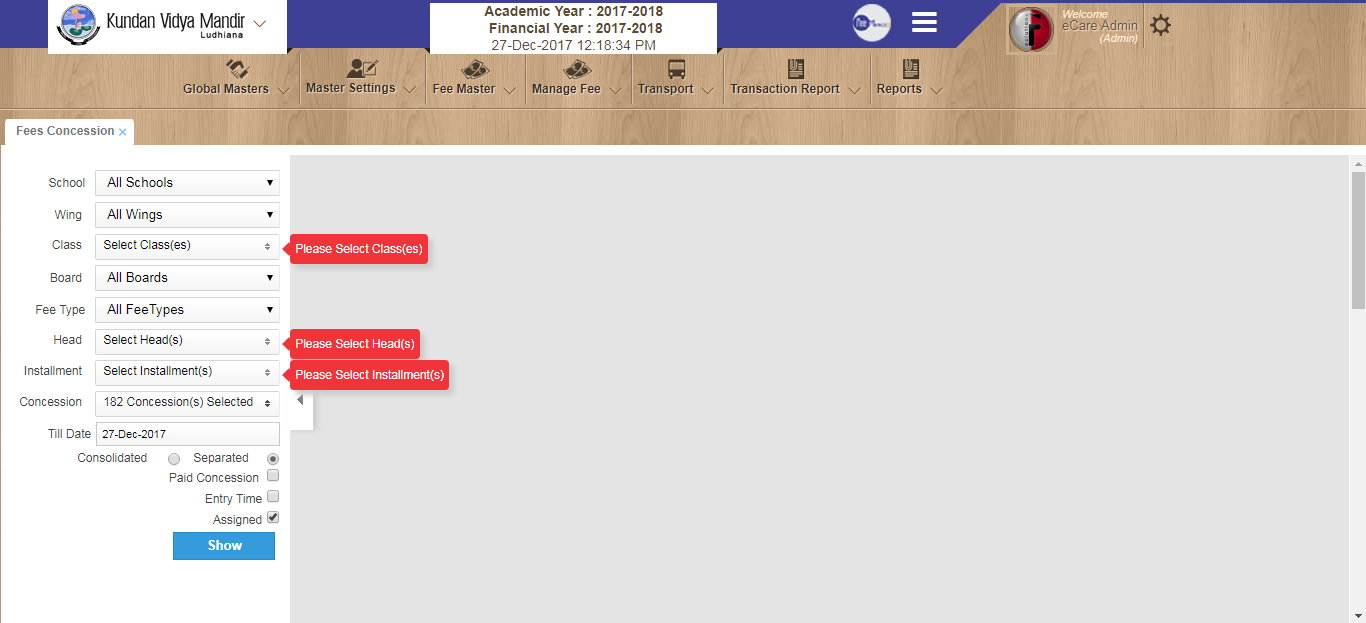 Kundan Vidya Mandir
Ludhiana
Academic Year : 2017-2018
Financial Year : 2017-2018
27-Dec-2017 12:18:34 PM
Welcome
eCare Admin
(Admin)
Global Masters
Master Settings
Fee Master
Manage Fee
Transport
Transaction Report
Reports
Fees Concession ×
School All Schools
Wing All Wings
Class Select Class(es) Please Select Class(es)
Board All Boards
Fee Type All FeeTypes
Head Select Head(s) Please Select Head(s)
Installment Select Installment(s) Please Select Installment(s)
Concession 182 Concession(s) Selected
Till Date 27-Dec-2017
Consolidated Separated
Paid Concession
Entry Time
Assigned
Show